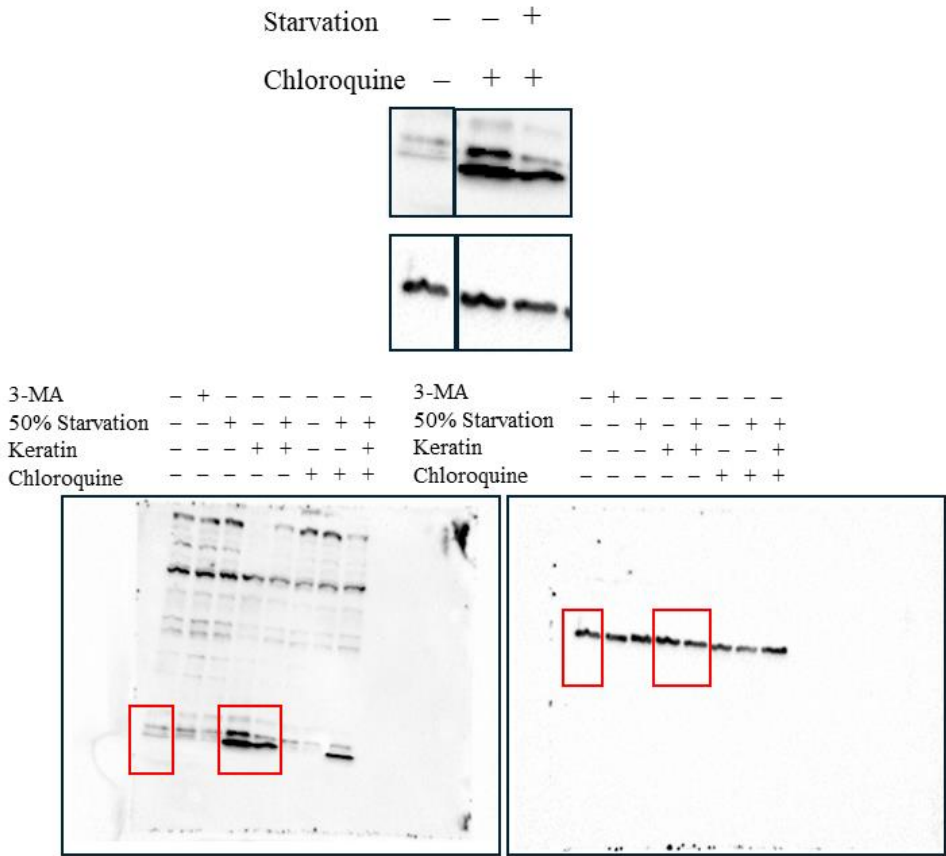 Starvation – – +
Chloroquine – + +
3-MA – + – – – – – –
50% Starvation – – + – + – + +
Keratin – – – + + – – +
Chloroquine – – – – – + + +
3-MA – + – – – – – –
50% Starvation – – + – + – + +
Keratin – – – + + – – +
Chloroquine – – – – – + + +